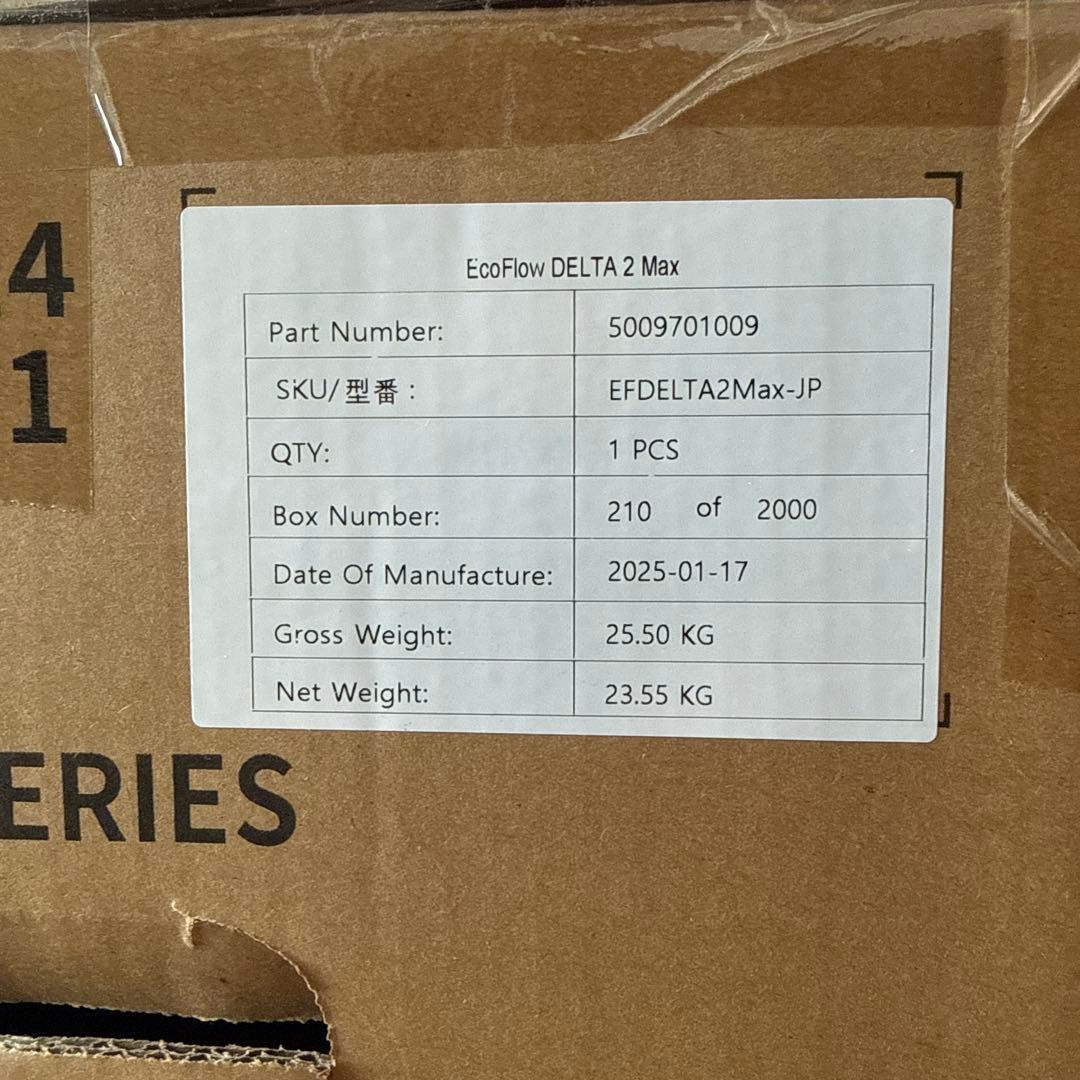 4
1
EcoFlow DELTA 2 Max
Part Number: 5009701009
SKU/型番 : EFDELTA2Max-JP
QTY: 1 PCS
Box Number: 210 of 2000
Date Of Manufacture: 2025-01-17
Gross Weight: 25.50 KG
Net Weight: 23.55 KG
ERIES